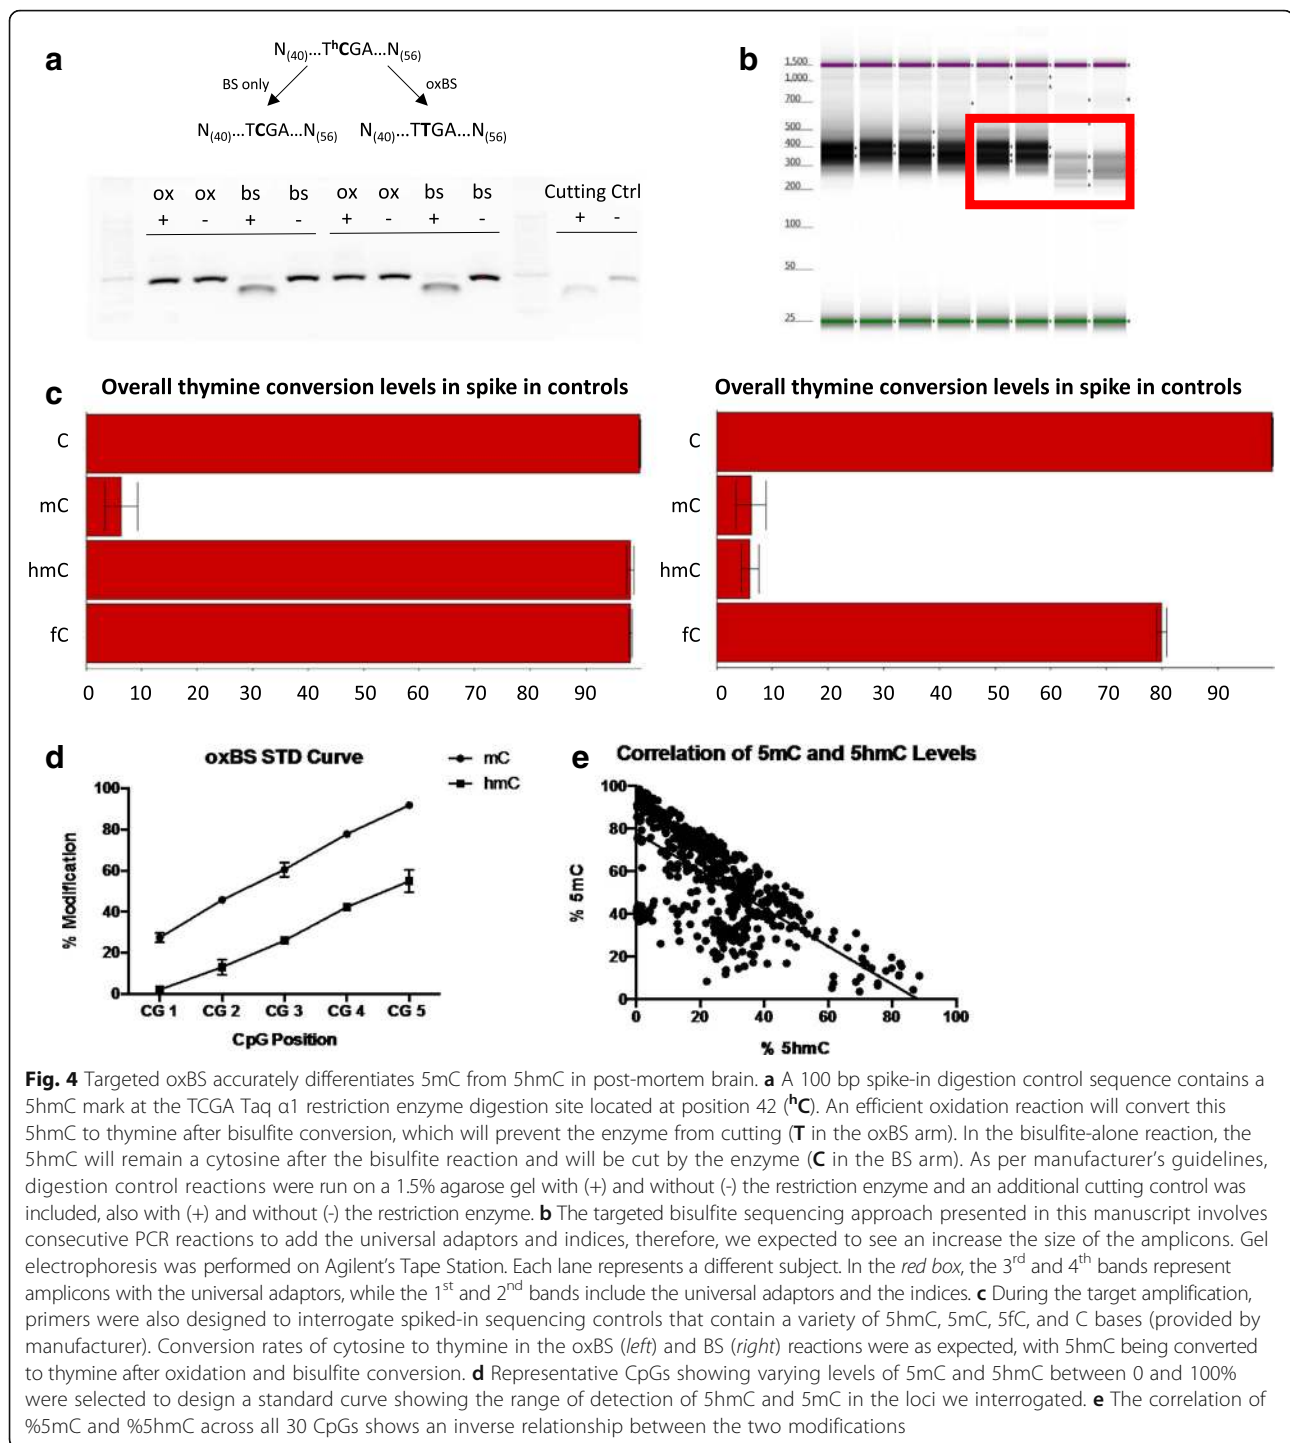 a
N(40)...ThCGA...N(56)
BS only
oxBS
N(40)...TCGA...N(56)
N(40)...TTGA...N(56)
ox ox bs bs ox ox bs bs Cutting Ctrl
+ - + - + - + - + -
b
1,500
1,000
700
500
400
300
200
100
50
25
c
Overall thymine conversion levels in spike in controls
C
mC
hmC
fC
0 10 20 30 40 50 60 70 80 90
Overall thymine conversion levels in spike in controls
C
mC
hmC
fC
0 10 20 30 40 50 60 70 80 90
d
oxBS STD Curve
mC
hmC
% Modification
100
80
60
40
20
0
CG 1 CG 2 CG 3 CG 4 CG 5
CpG Position
e
Correlation of 5mC and 5hmC Levels
% 5mC
100
80
60
40
20
0
0 20 40 60 80 100
% 5hmC
Fig. 4 Targeted oxBS accurately differentiates 5mC from 5hmC in post-mortem brain. a A 100 bp spike-in digestion control sequence contains a
5hmC mark at the TCGA Taq α1 restriction enzyme digestion site located at position 42 (hC). An efficient oxidation reaction will convert this
5hmC to thymine after bisulfite conversion, which will prevent the enzyme from cutting (T in the oxBS arm). In the bisulfite-alone reaction, the
5hmC will remain a cytosine after the bisulfite reaction and will be cut by the enzyme (C in the BS arm). As per manufacturer's guidelines,
digestion control reactions were run on a 1.5% agarose gel with (+) and without (-) the restriction enzyme and an additional cutting control was
included, also with (+) and without (-) the restriction enzyme. b The targeted bisulfite sequencing approach presented in this manuscript involves
consecutive PCR reactions to add the universal adaptors and indices, therefore, we expected to see an increase the size of the amplicons. Gel
electrophoresis was performed on Agilent's Tape Station. Each lane represents a different subject. In the red box, the 3rd and 4th bands represent
amplicons with the universal adaptors, while the 1st and 2nd bands include the universal adaptors and the indices. c During the target amplification,
primers were also designed to interrogate spiked-in sequencing controls that contain a variety of 5hmC, 5mC, 5fC, and C bases (provided by
manufacturer). Conversion rates of cytosine to thymine in the oxBS (left) and BS (right) reactions were as expected, with 5hmC being converted
to thymine after oxidation and bisulfite conversion. d Representative CpGs showing varying levels of 5mC and 5hmC between 0 and 100%
were selected to design a standard curve showing the range of detection of 5hmC and 5mC in the loci we interrogated. e The correlation of
%5mC and %5hmC across all 30 CpGs shows an inverse relationship between the two modifications